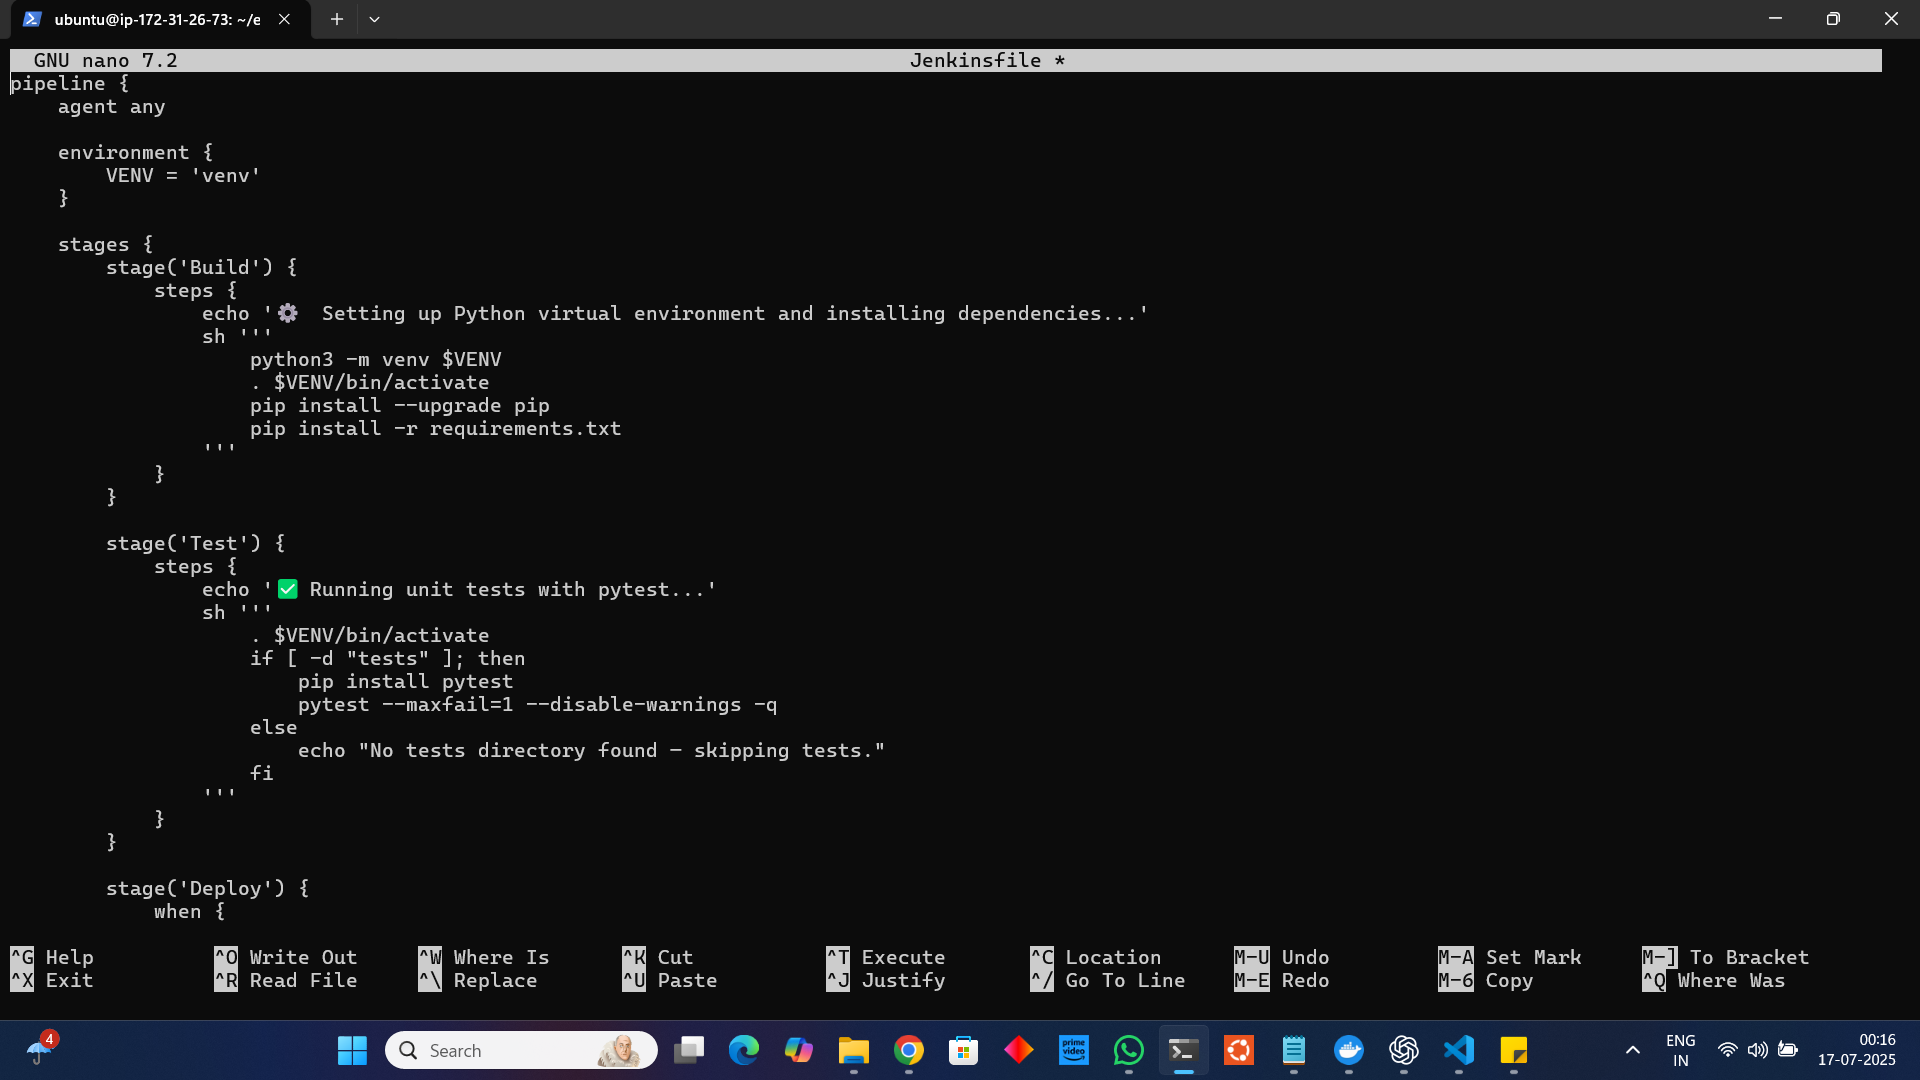 ubuntu@ip-172-31-26-73: ~/e
GNU nano 7.2 Jenkinsfile *
pipeline {
    agent any

    environment {
        VENV = 'venv'
    }

    stages {
        stage('Build') {
            steps {
                echo '⚙️ Setting up Python virtual environment and installing dependencies...'
                sh '''
                    python3 -m venv $VENV
                    . $VENV/bin/activate
                    pip install --upgrade pip
                    pip install -r requirements.txt
                '''
            }
        }

        stage('Test') {
            steps {
                echo '✅ Running unit tests with pytest...'
                sh '''
                    . $VENV/bin/activate
                    if [ -d "tests" ]; then
                        pip install pytest
                        pytest --maxfail=1 --disable-warnings -q
                    else
                        echo "No tests directory found – skipping tests."
                    fi
                '''
            }
        }

        stage('Deploy') {
            when {
^G Help ^O Write Out ^W Where Is ^K Cut ^T Execute ^C Location M-U Undo M-A Set Mark M-] To Bracket
^X Exit ^R Read File ^\ Replace ^U Paste ^J Justify ^/ Go To Line M-E Redo M-6 Copy ^Q Where Was
4
Search
prime video
ENG
IN
00:16
17-07-2025